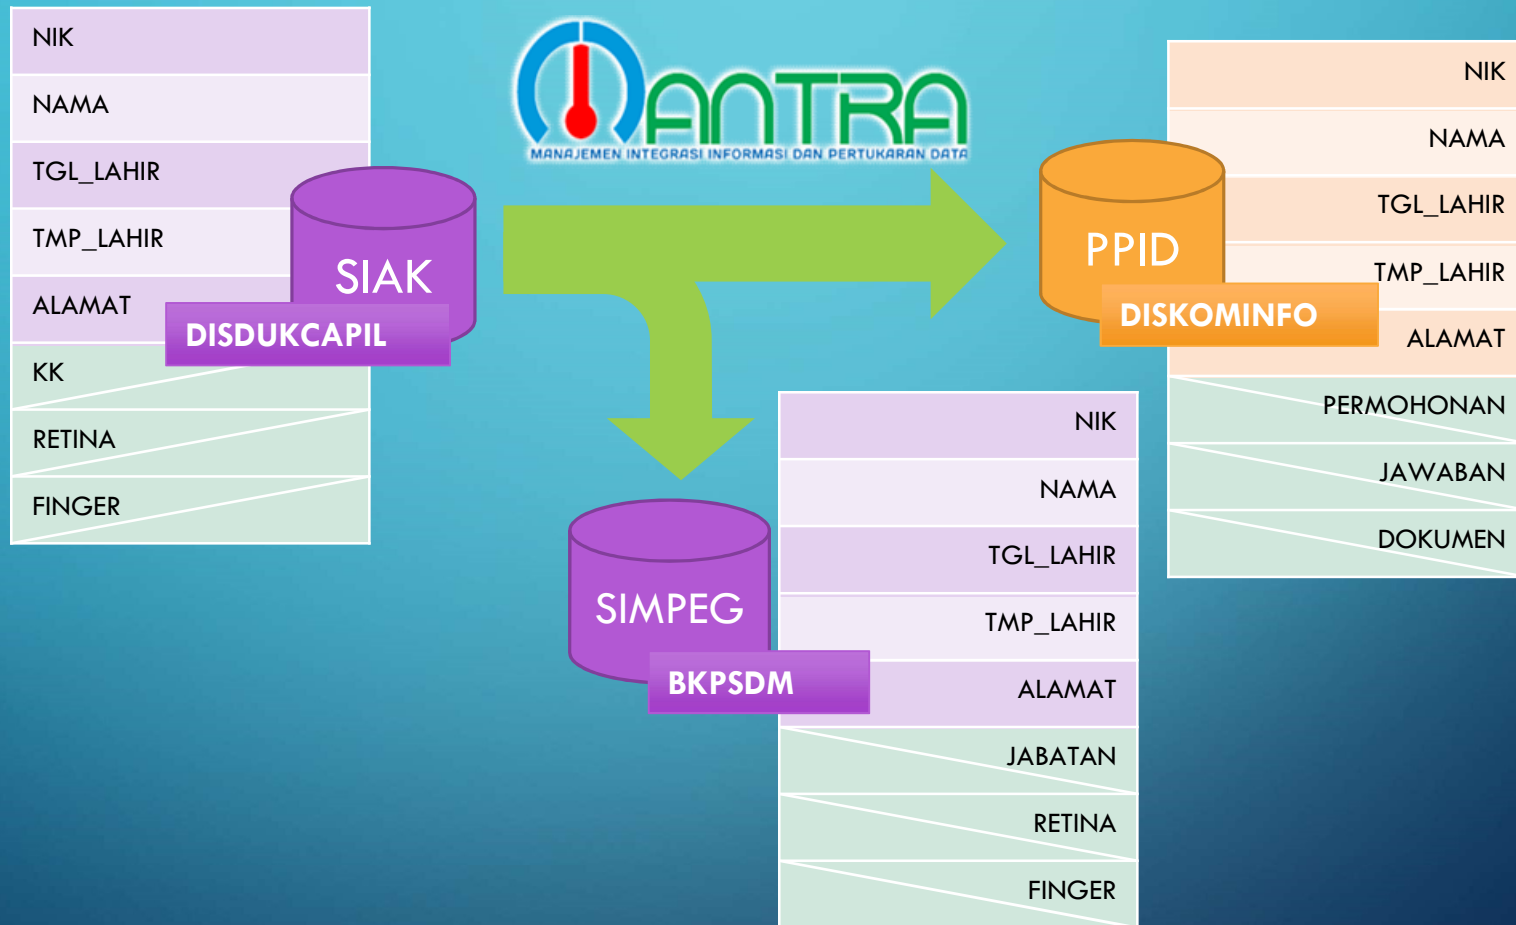 NIK
NAMA
TGL_LAHIR
TMP_LAHIR
ALAMAT
KK
RETINA
FINGER
SIAK
DISDUKCAPIL
MANTRA
MANAJEMEN INTEGRASI INFORMASI DAN PERTUKARAN DATA
PPID
DISKOMINFO
NIK
NAMA
TGL_LAHIR
TMP_LAHIR
ALAMAT
PERMOHONAN
JAWABAN
DOKUMEN
SIMPEG
BKPSDM
NIK
NAMA
TGL_LAHIR
TMP_LAHIR
ALAMAT
JABATAN
RETINA
FINGER